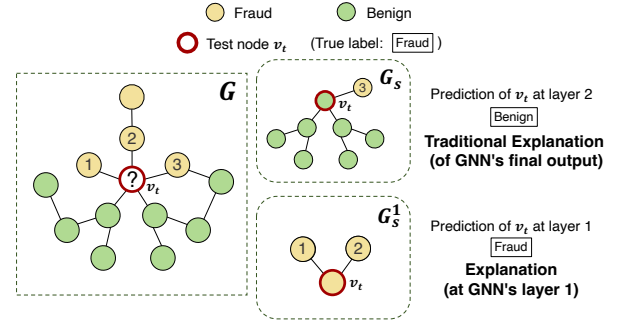 Fraud
Benign
Test node v_t (True label: Fraud )
G
1
2
3
?
v_t
G_s
3
v_t
Prediction of v_t at layer 2
Benign
Traditional Explanation
(of GNN's final output)
G_s^1
1
2
v_t
Prediction of v_t at layer 1
Fraud
Explanation
(at GNN's layer 1)